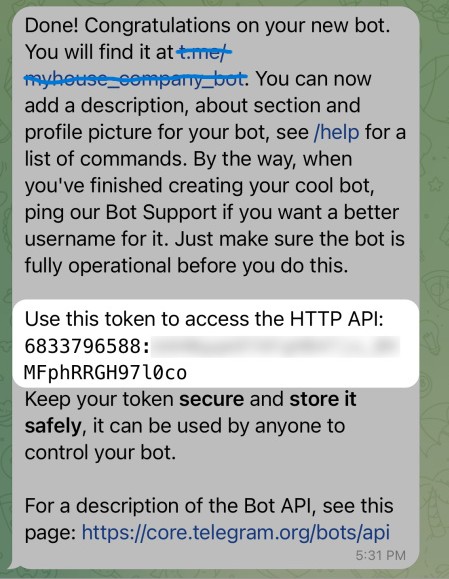 Done! Congratulations on your new bot.
You will find it at t.me/
myhouse_company_bot. You can now
add a description, about section and
profile picture for your bot, see /help for a
list of commands. By the way, when
you've finished creating your cool bot,
ping our Bot Support if you want a better
username for it. Just make sure the bot is
fully operational before you do this.
Use this token to access the HTTP API:
6833796588:
MFphRRGH97l0co
Keep your token secure and store it
safely, it can be used by anyone to
control your bot.
For a description of the Bot API, see this
page: https://core.telegram.org/bots/api
5:31 PM